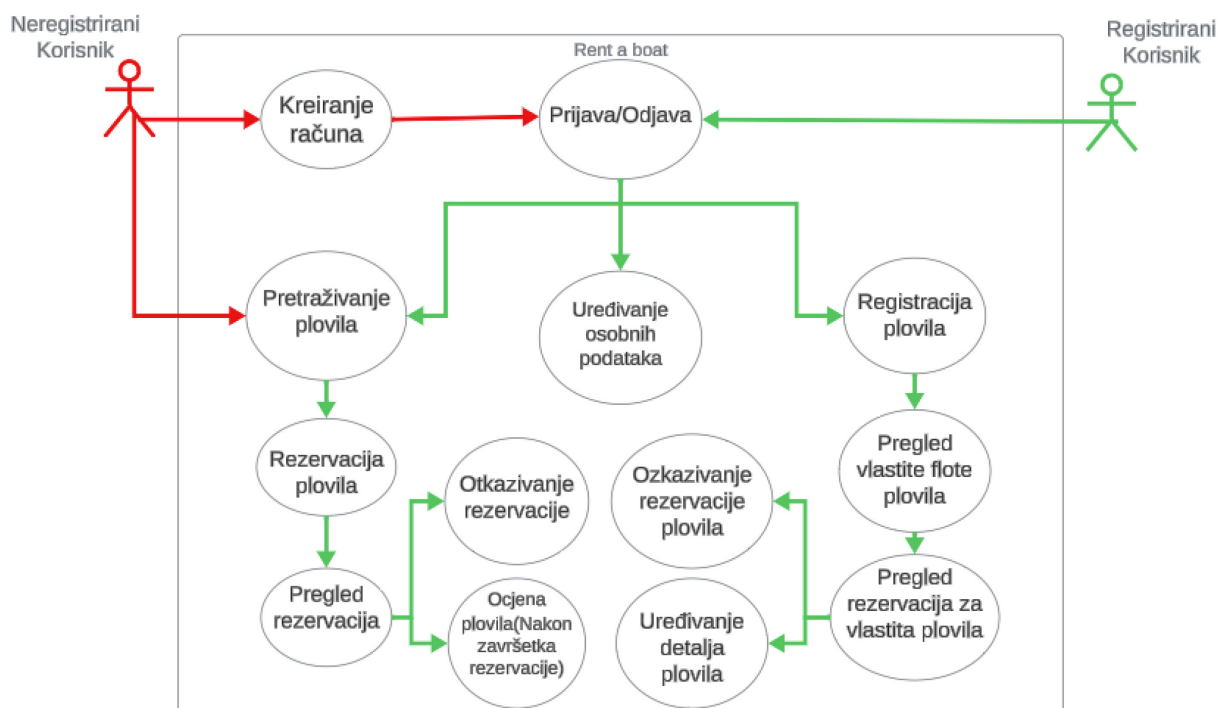 Neregistrirani
Korisnik
Registrirani
Korisnik
Rent a boat
Kreiranje
računa
Prijava/Odjava
Pretraživanje
plovila
Uređivanje
osobnih
podataka
Registracija
plovila
Rezervacija
plovila
Otkazivanje
rezervacije
Ozkazivanje
rezervacije
plovila
Pregled
vlastite flote
plovila
Pregled
rezervacija
Ocjena
plovila(Nakon
završetka
rezervacije)
Uređivanje
detalja
plovila
Pregled
rezervacija za
vlastita plovila